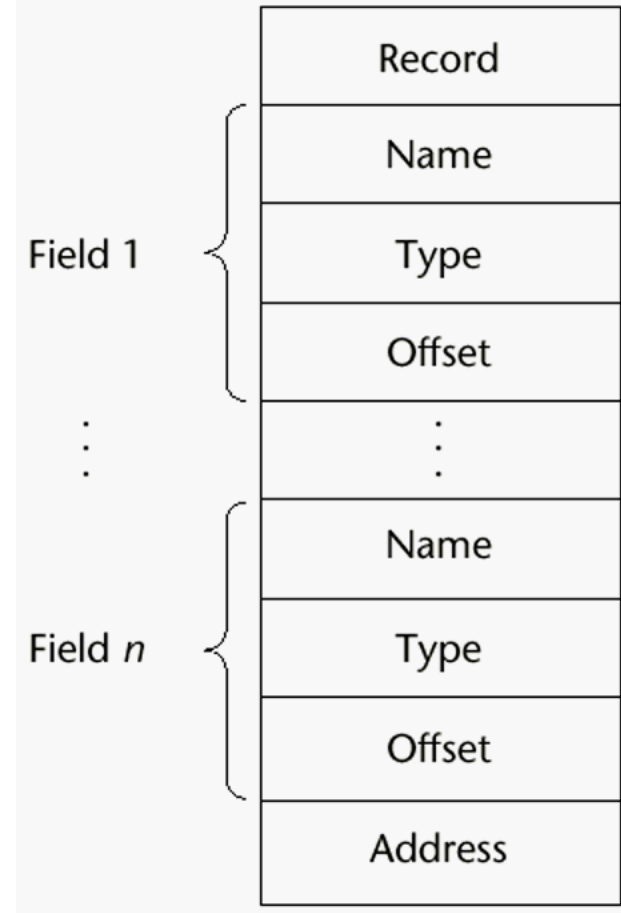 Record
Name
Field 1
Type
Offset
⋮ ⋮
Name
Field n
Type
Offset
Address